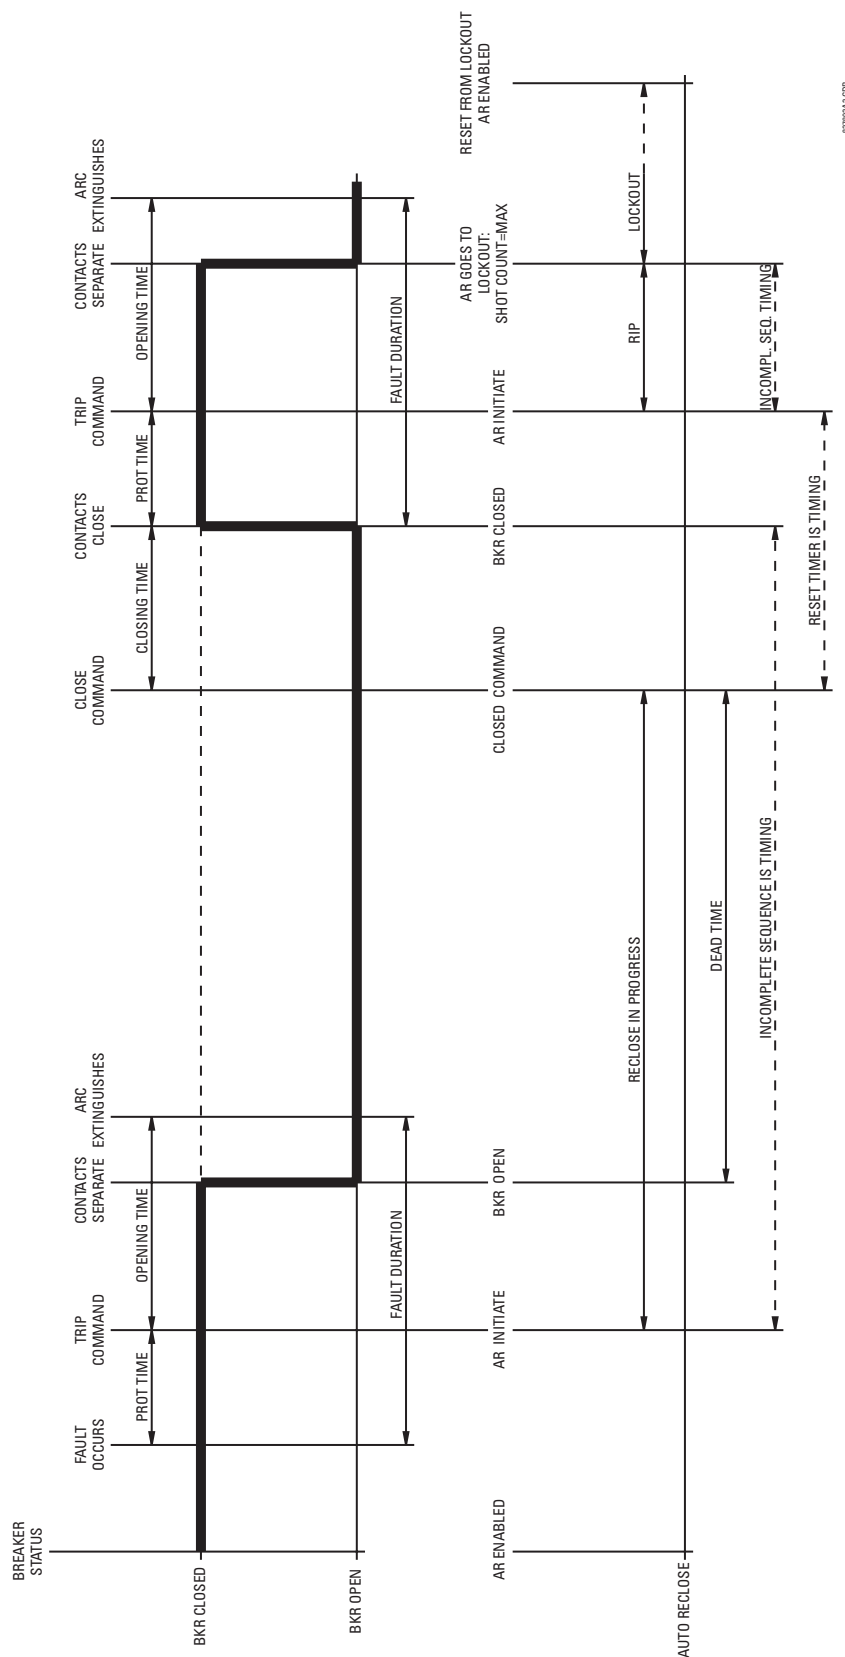 BREAKER
STATUS
FAULT
OCCURS
TRIP
COMMAND
CONTACTS
SEPARATE
ARC
EXTINGUISHES
CLOSE
COMMAND
CONTACTS
CLOSE
TRIP
COMMAND
CONTACTS
SEPARATE
ARC
EXTINGUISHES
PROT TIME
OPENING TIME
CLOSING TIME
PROT TIME
OPENING TIME
BKR CLOSED
BKR OPEN
FAULT DURATION
FAULT DURATION
AR ENABLED
AR INITIATE
BKR OPEN
CLOSED COMMAND
BKR CLOSED
AR INITIATE
AR GOES TO
LOCKOUT:
SHOT COUNT=MAX
RESET FROM LOCKOUT
AR ENABLED
RECLOSE IN PROGRESS
RIP
LOCKOUT
AUTO RECLOSE
DEAD TIME
INCOMPLETE SEQUENCE IS TIMING
INCOMPL. SEQ. TIMING
RESET TIMER IS TIMING